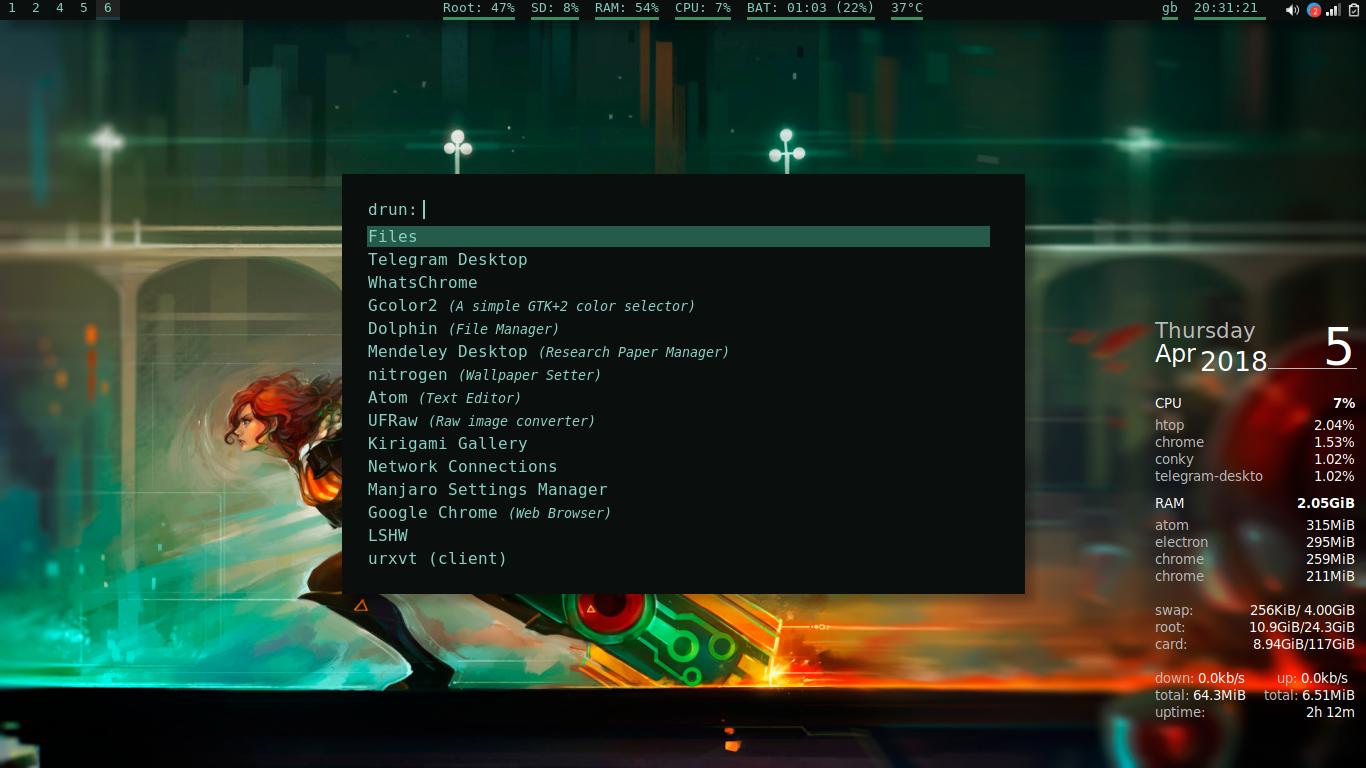 1 2 4 5 6 Root: 47% SD: 8% RAM: 54% CPU: 7% BAT: 01:03 (22%) 37°C gb 20:31:21
drun:
Files
Telegram Desktop
WhatsChrome
Gcolor2 (A simple GTK+2 color selector)
Dolphin (File Manager)
Mendeley Desktop (Research Paper Manager)
nitrogen (Wallpaper Setter)
Atom (Text Editor)
UFRaw (Raw image converter)
Kirigami Gallery
Network Connections
Manjaro Settings Manager
Google Chrome (Web Browser)
LSHW
urxvt (client)
Thursday
Apr 2018 5
CPU 7%
htop 2.04%
chrome 1.53%
conky 1.02%
telegram-deskto 1.02%
RAM 2.05GiB
atom 315MiB
electron 295MiB
chrome 259MiB
chrome 211MiB
swap: 256KiB/ 4.00GiB
root: 10.9GiB/24.3GiB
card: 8.94GiB/117GiB
down: 0.0kb/s up: 0.0kb/s
total: 64.3MiB total: 6.51MiB
uptime: 2h 12m